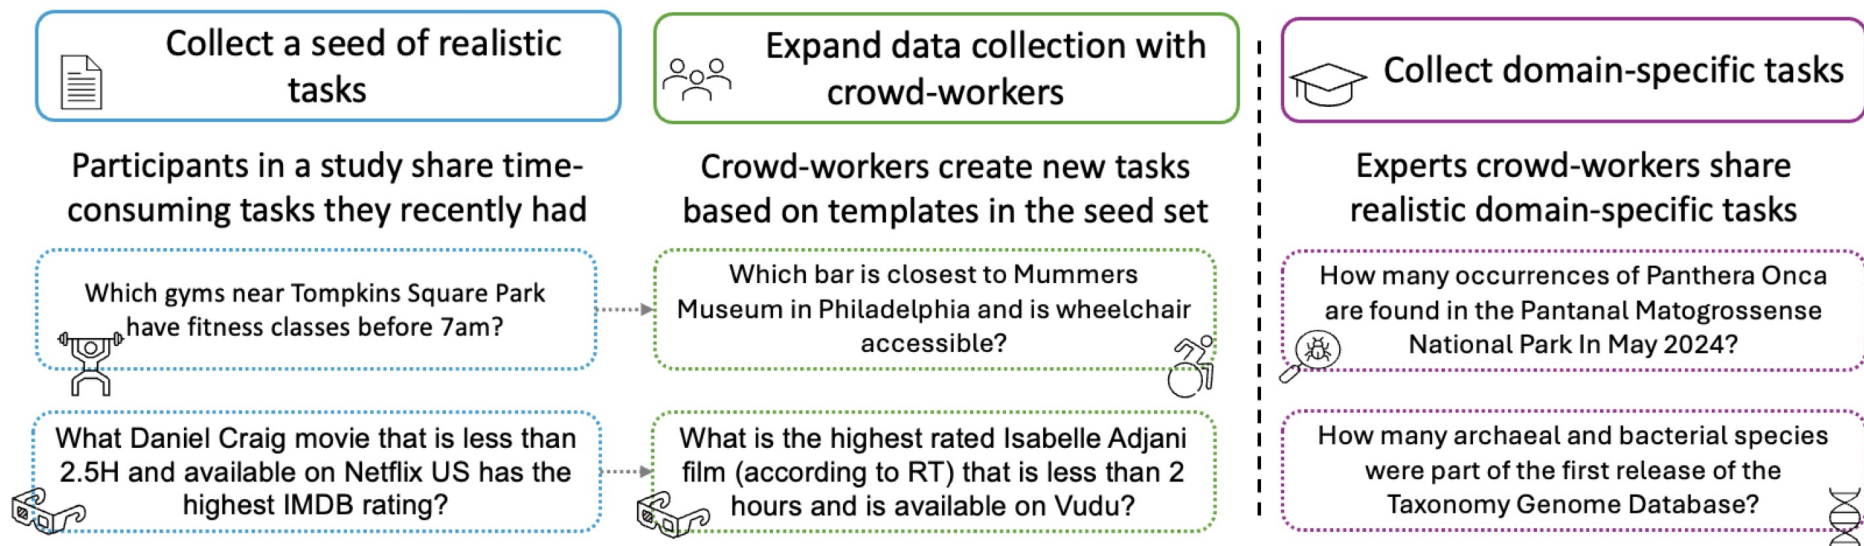 Collect a seed of realistic
tasks
Participants in a study share time-
consuming tasks they recently had
Which gyms near Tompkins Square Park
have fitness classes before 7am?
What Daniel Craig movie that is less than
2.5H and available on Netflix US has the
highest IMDB rating?
Expand data collection with
crowd-workers
Crowd-workers create new tasks
based on templates in the seed set
Which bar is closest to Mummers
Museum in Philadelphia and is wheelchair
accessible?
What is the highest rated Isabelle Adjani
film (according to RT) that is less than 2
hours and is available on Vudu?
Collect domain-specific tasks
Experts crowd-workers share
realistic domain-specific tasks
How many occurrences of Panthera Onca
are found in the Pantanal Matogrossense
National Park In May 2024?
How many archaeal and bacterial species
were part of the first release of the
Taxonomy Genome Database?